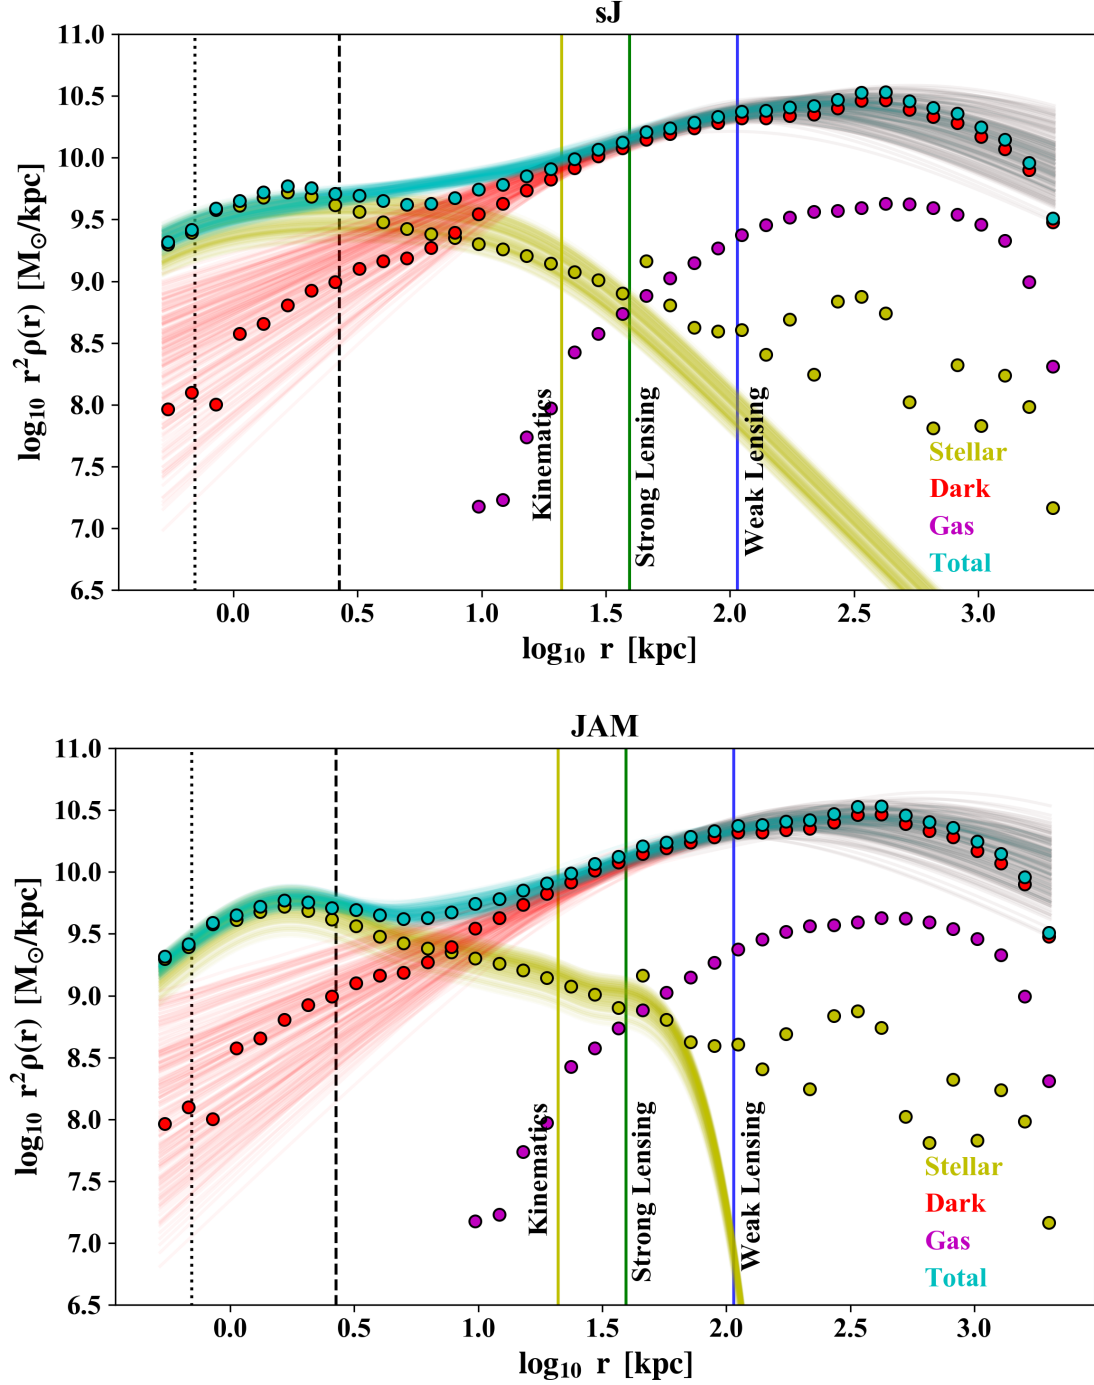 sJ
11.0
10.5
10.0
9.5
9.0
8.5
8.0
7.5
7.0
6.5
log₁₀ r²ρ(r) [M⊙/kpc]
Kinematics
Strong Lensing
Weak Lensing
Stellar
Dark
Gas
Total
0.0 0.5 1.0 1.5 2.0 2.5 3.0
log₁₀ r [kpc]
JAM
11.0
10.5
10.0
9.5
9.0
8.5
8.0
7.5
7.0
6.5
log₁₀ r²ρ(r) [M⊙/kpc]
Kinematics
Strong Lensing
Weak Lensing
Stellar
Dark
Gas
Total
0.0 0.5 1.0 1.5 2.0 2.5 3.0
log₁₀ r [kpc]